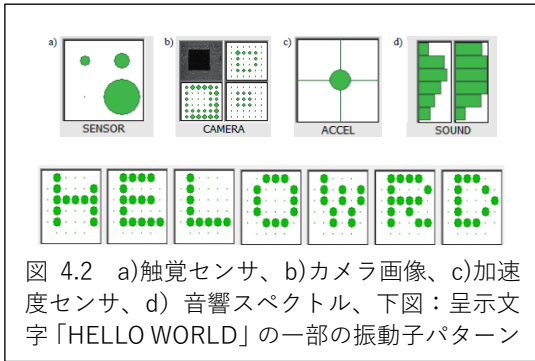 a) b) c) d)
SENSOR CAMERA ACCEL SOUND
H E L O W R D
図 4.2 a)触覚センサ、b)カメラ画像、c)加速
度センサ、d) 音響スペクトル、下図：呈示文
字「HELLO WORLD」の一部の振動子パターン